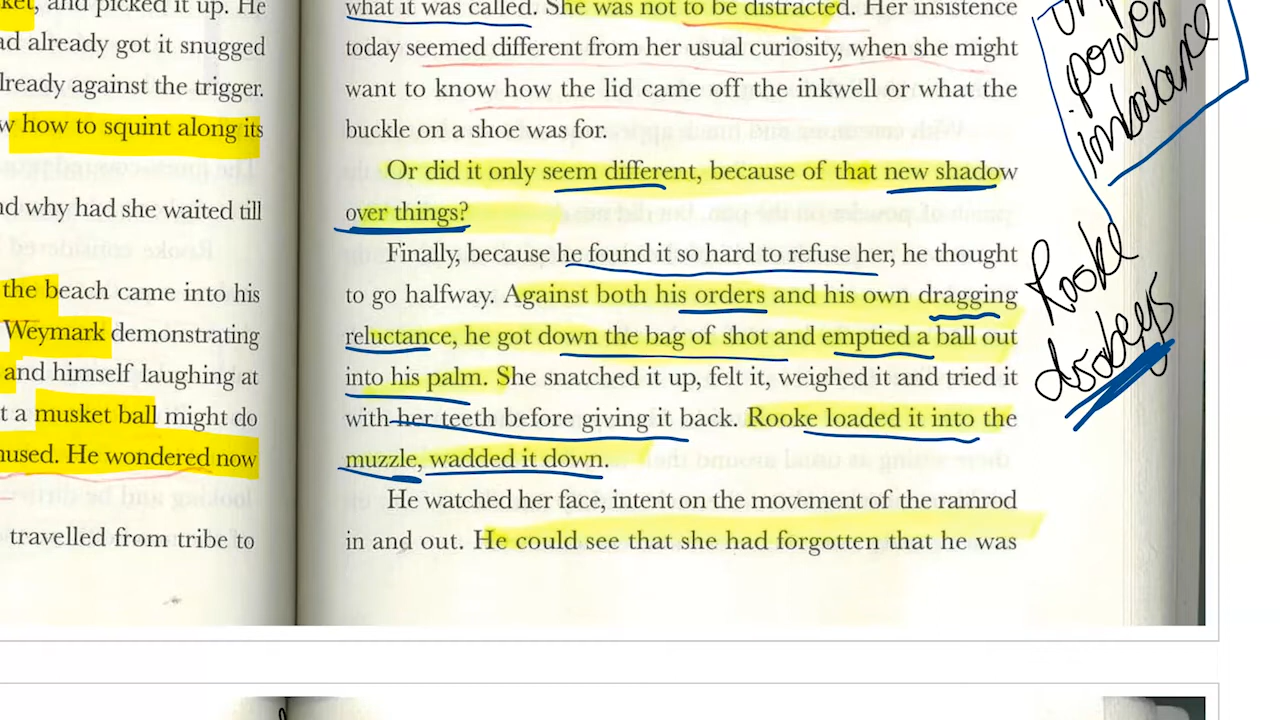 ket, and picked it up. He
ad already got it snugged
lready against the trigger.
w how to squint along its
nd why had she waited till
the beach came into his
Weymark demonstrating
and himself laughing at
t a musket ball might do
nused. He wondered now
travelled from tribe to
what it was called. She was not to be distracted. Her insistence
today seemed different from her usual curiosity, when she might
want to know how the lid came off the inkwell or what the
buckle on a shoe was for.
Or did it only seem different, because of that new shadow
over things?
Finally, because he found it so hard to refuse her, he thought
to go halfway. Against both his orders and his own dragging
reluctance, he got down the bag of shot and emptied a ball out
into his palm. She snatched it up, felt it, weighed it and tried it
with her teeth before giving it back. Rooke loaded it into the
muzzle, wadded it down.
He watched her face, intent on the movement of the ramrod
in and out. He could see that she had forgotten that he was
power
imbalance
Rooke
disobeys